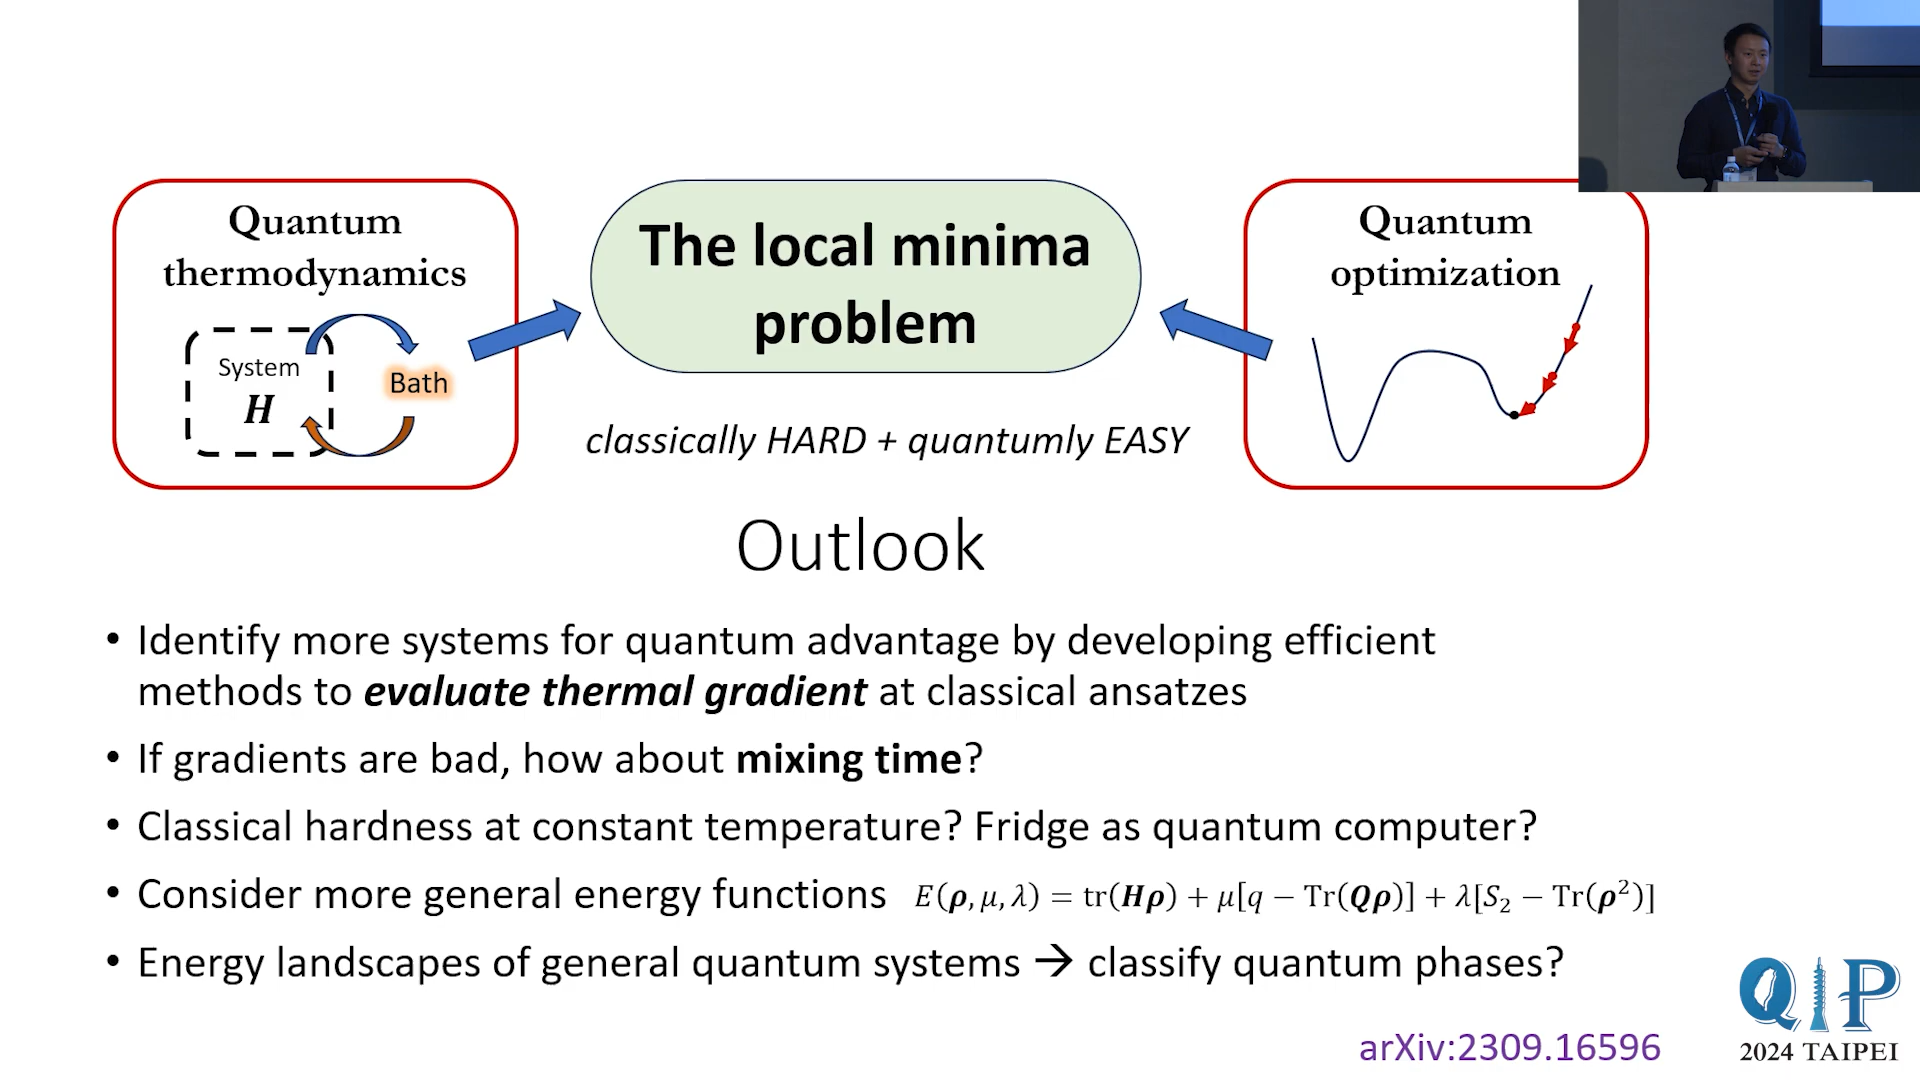 Quantum
thermodynamics
System
H
Bath
The local minima
problem
classically HARD + quantumly EASY
Quantum
optimization
Outlook
• Identify more systems for quantum advantage by developing efficient
methods to evaluate thermal gradient at classical ansatzes
• If gradients are bad, how about mixing time?
• Classical hardness at constant temperature? Fridge as quantum computer?
• Consider more general energy functions E(ρ, μ, λ) = tr(Hρ) + μ[q − Tr(Qρ)] + λ[S₂ − Tr(ρ²)]
• Energy landscapes of general quantum systems → classify quantum phases?
arXiv:2309.16596
QIP
2024 TAIPEI